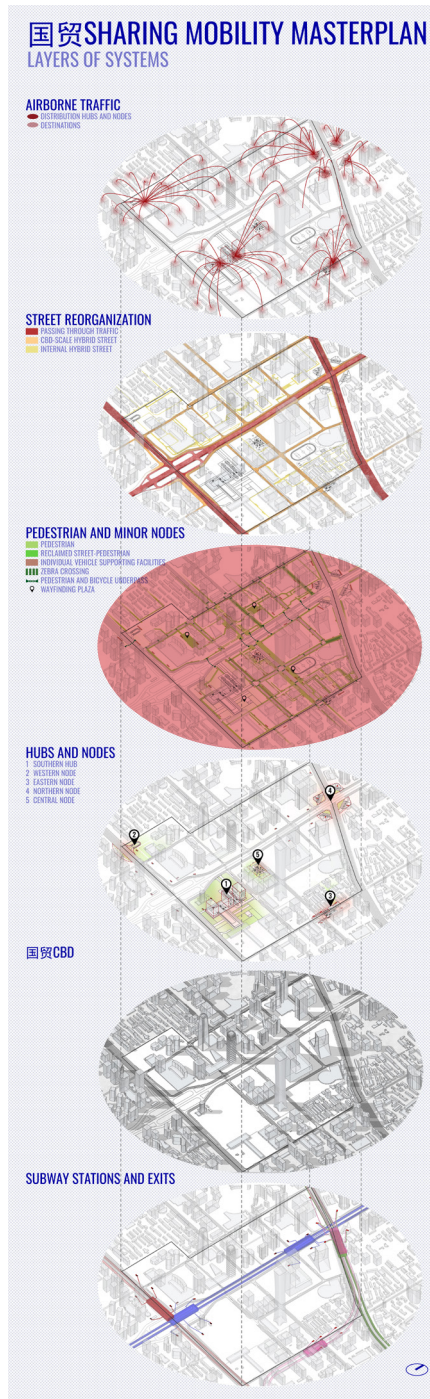 国贸SHARING MOBILITY MASTERPLAN
LAYERS OF SYSTEMS
AIRBORNE TRAFFIC
DISTRIBUTION HUBS AND NODES
DESTINATIONS
STREET REORGANIZATION
PASSING THROUGH TRAFFIC
CBD-SCALE HYBRID STREET
INTERNAL HYBRID STREET
PEDESTRIAN AND MINOR NODES
PEDESTRIAN
RECLAIMED STREET-PEDESTRIAN
INDIVIDUAL VEHICLE SUPPORTING FACILITIES
ZEBRA CROSSING
PEDESTRIAN AND BICYCLE UNDERPASS
WAYFINDING PLAZA
HUBS AND NODES
1 SOUTHERN HUB
2 WESTERN NODE
3 EASTERN NODE
4 NORTHERN NODE
5 CENTRAL NODE
4
2
5
1
3
国贸CBD
SUBWAY STATIONS AND EXITS